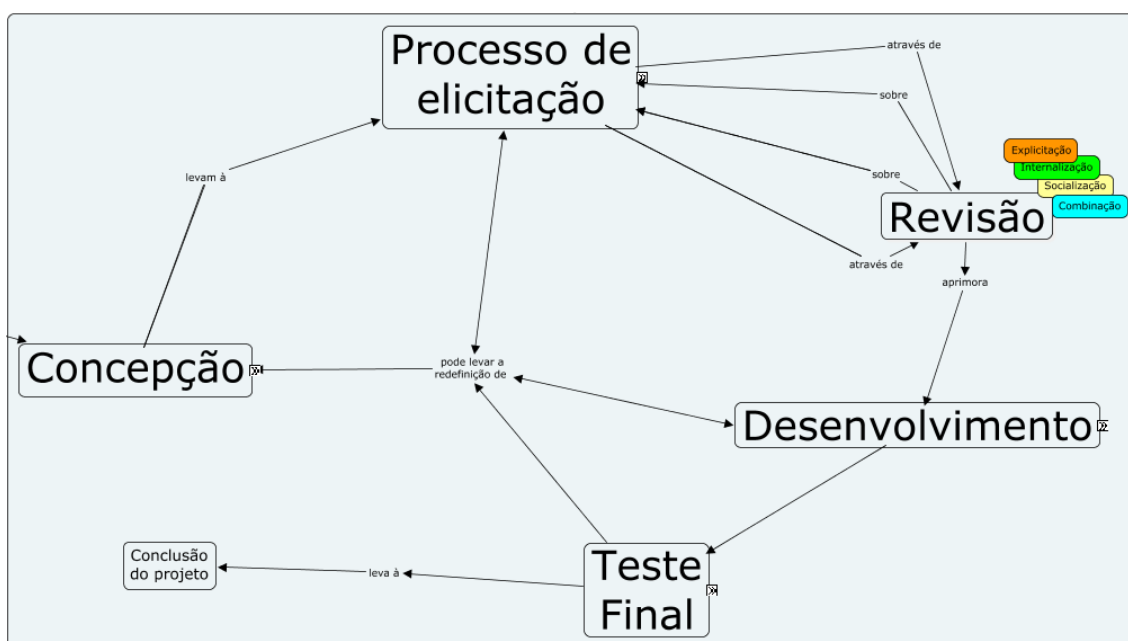 Processo de
elicitação
através de
sobre
sobre
através de
Explicitação
Internalização
Socialização
Combinação
Revisão
aprimora
levam à
Concepção
pode levar a
redefinição de
Desenvolvimento
Teste
Final
leva à
Conclusão
do projeto